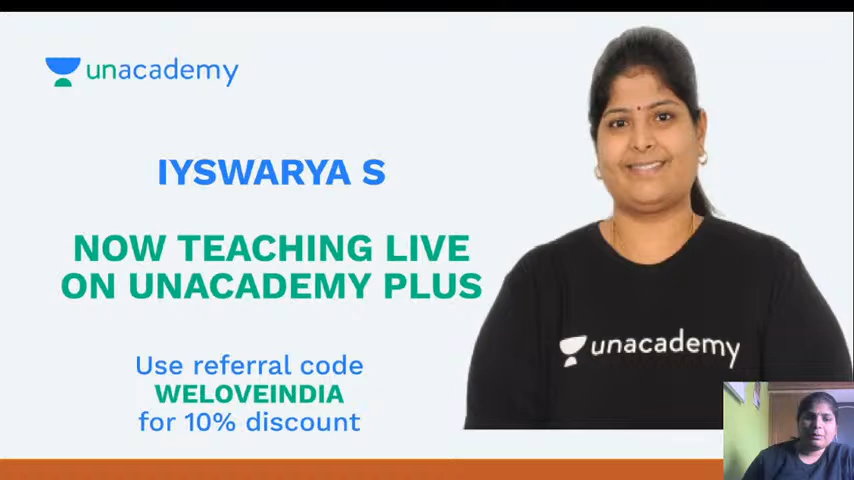 unacademy
IYSWARYA S
NOW TEACHING LIVE
ON UNACADEMY PLUS
Use referral code
WELOVEINDIA
for 10% discount
unacademy